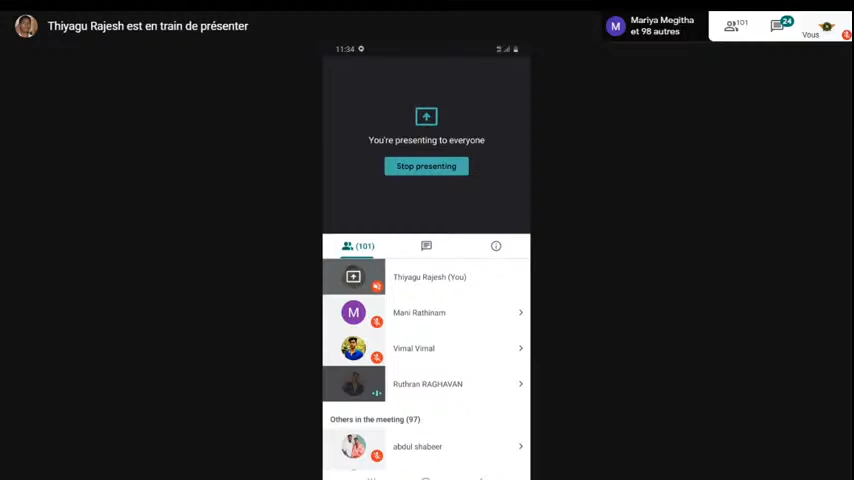 Thiyagu Rajesh est en train de présenter
M
Mariya Megitha
et 98 autres
101
24
Vous
11:34
You're presenting to everyone
Stop presenting
(101)
Thiyagu Rajesh (You)
M
Mani Rathinam
Vimal Vimal
Ruthran RAGHAVAN
Others in the meeting (97)
abdul shabeer